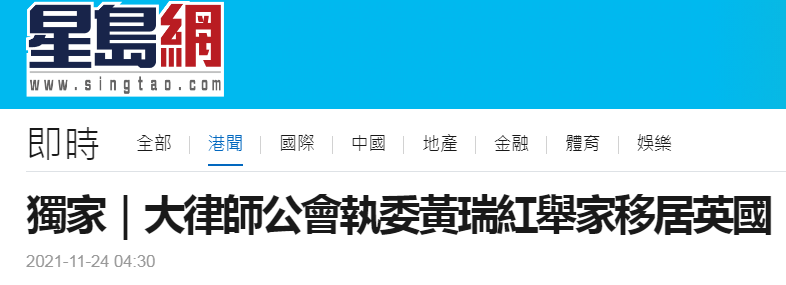 星島網
www.singtao.com
即時 全部 港聞 國際 中國 地產 金融 體育 娛樂
獨家｜大律師公會執委黃瑞紅舉家移居英國
2021-11-24 04:30